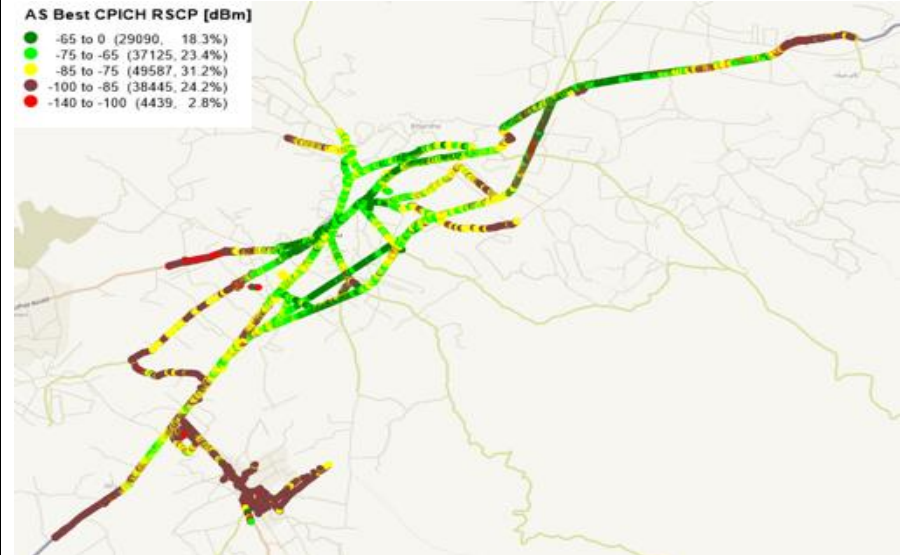 AS Best CPICH RSCP [dBm]
-65 to 0 (29090, 18.3%)
-75 to -65 (37125, 23.4%)
-85 to -75 (49587, 31.2%)
-100 to -85 (38445, 24.2%)
-140 to -100 (4439, 2.8%)